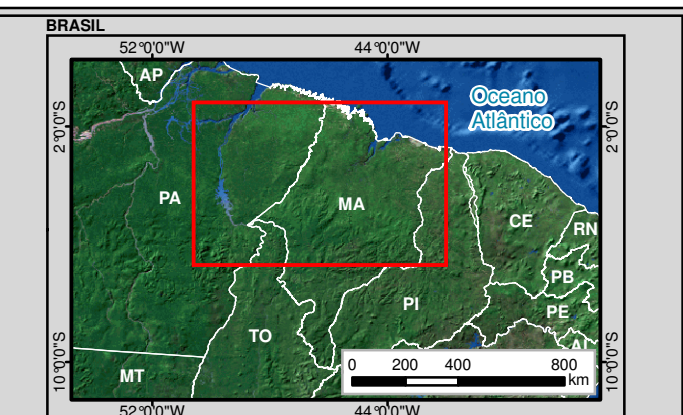 BRASIL
52°0'0"W 44°0'0"W
AP
Oceano
Atlântico
2°0'0"S 2°0'0"S
PA
MA
CE
RN
PB
PI
PE
TO
AL
10°0'0"S 10°0'0"S
MT
0 200 400 800
km
52°0'0"W 44°0'0"W